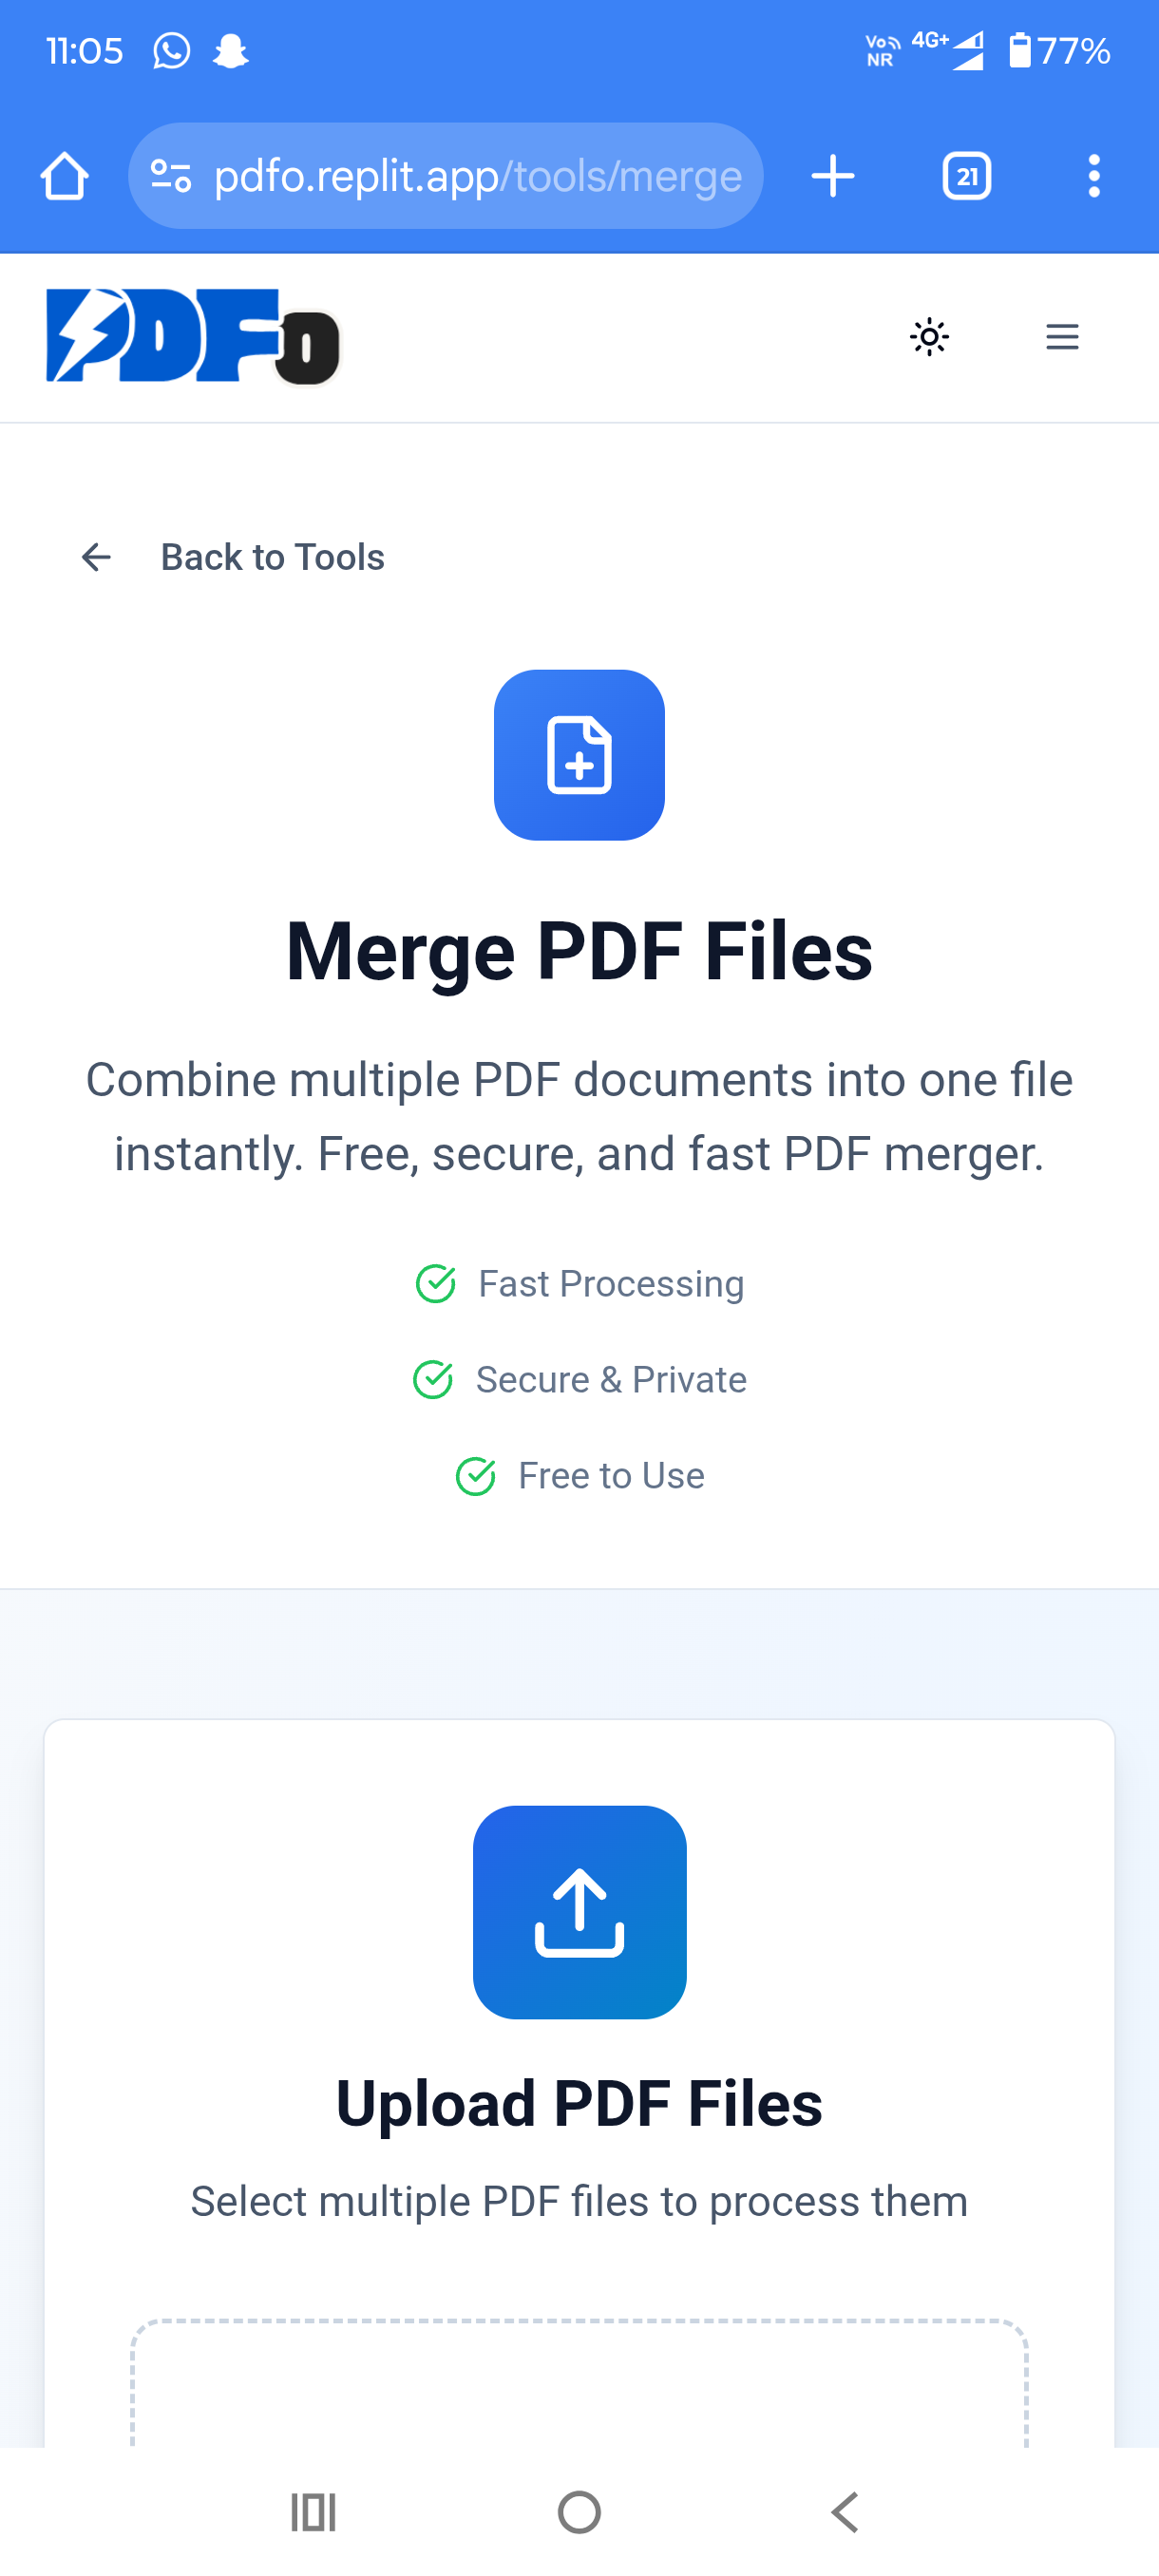 11:05
Vo NR 4G+ 77%
pdfo.replit.app/tools/merge
21
PDFo
Back to Tools
Merge PDF Files
Combine multiple PDF documents into one file
instantly. Free, secure, and fast PDF merger.
Fast Processing
Secure & Private
Free to Use
Upload PDF Files
Select multiple PDF files to process them